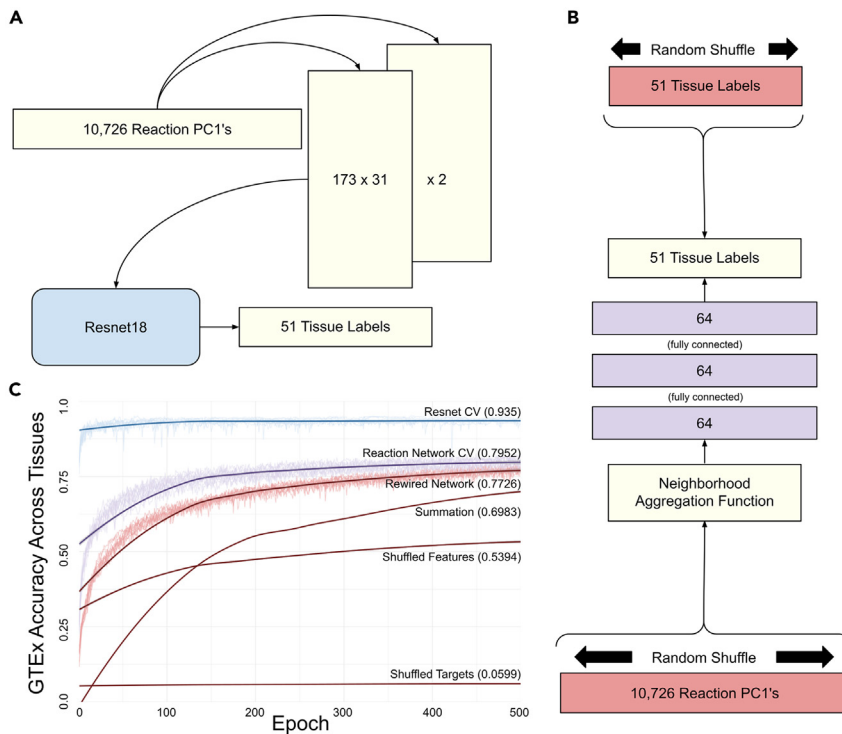 A
10,726 Reaction PC1's
173 x 31
x 2
Resnet18
51 Tissue Labels
B
Random Shuffle
51 Tissue Labels
51 Tissue Labels
64
(fully connected)
64
(fully connected)
64
Neighborhood
Aggregation Function
Random Shuffle
10,726 Reaction PC1's
C
GTEx Accuracy Across Tissues
1.0
0.75
0.50
0.25
0.0
Resnet CV (0.935)
Reaction Network CV (0.7952)
Rewired Network (0.7726)
Summation (0.6983)
Shuffled Features (0.5394)
Shuffled Targets (0.0599)
0
100
200
300
400
500
Epoch